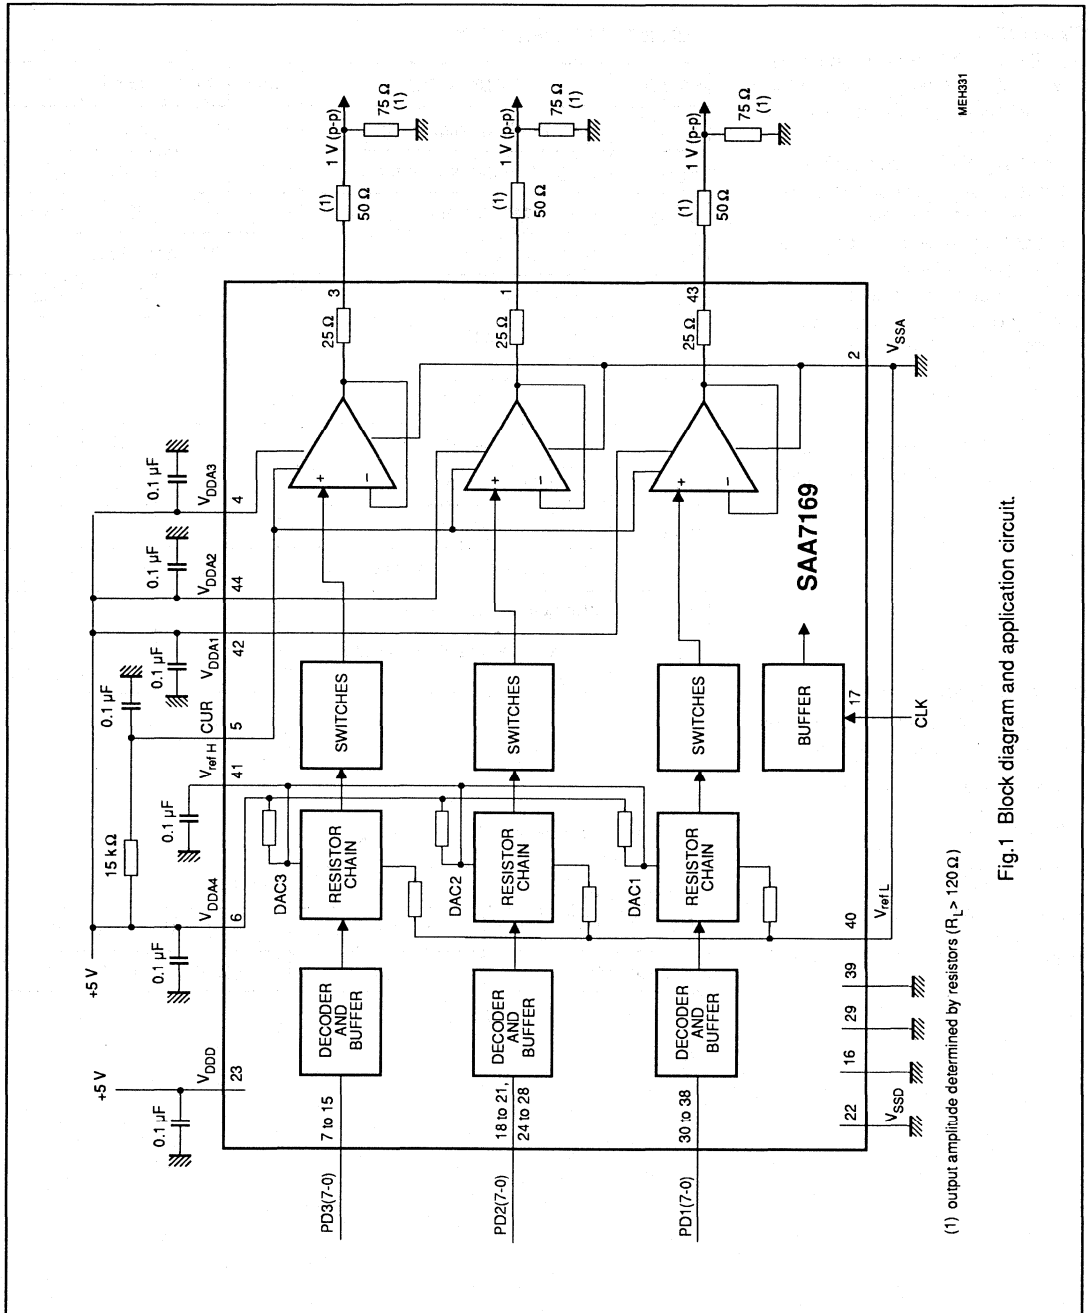 +5 V
0.1 µF
VDDD
23
+5 V
0.1 µF
VDDA4
6
15 kΩ
0.1 µF
Vref H
41
0.1 µF
CUR
5
0.1 µF
VDDA1
42
0.1 µF
VDDA2
44
0.1 µF
VDDA3
4
PD3(7-0)
7 to 15
DECODER
AND
BUFFER
DAC3
RESISTOR
CHAIN
SWITCHES
+
−
25 Ω
3
(1)
50 Ω
1 V (p-p)
75 Ω
(1)
PD2(7-0)
18 to 21,
24 to 28
DECODER
AND
BUFFER
DAC2
RESISTOR
CHAIN
SWITCHES
+
−
25 Ω
1
(1)
50 Ω
1 V (p-p)
75 Ω
(1)
PD1(7-0)
30 to 38
DECODER
AND
BUFFER
DAC1
RESISTOR
CHAIN
SWITCHES
+
−
25 Ω
43
(1)
50 Ω
1 V (p-p)
75 Ω
(1)
BUFFER
SAA7169
17
CLK
22
VSSD
16
29
39
40
Vref L
2
VSSA
MEH331
(1) output amplitude determined by resistors (RL > 120 Ω)
Fig.1 Block diagram and application circuit.